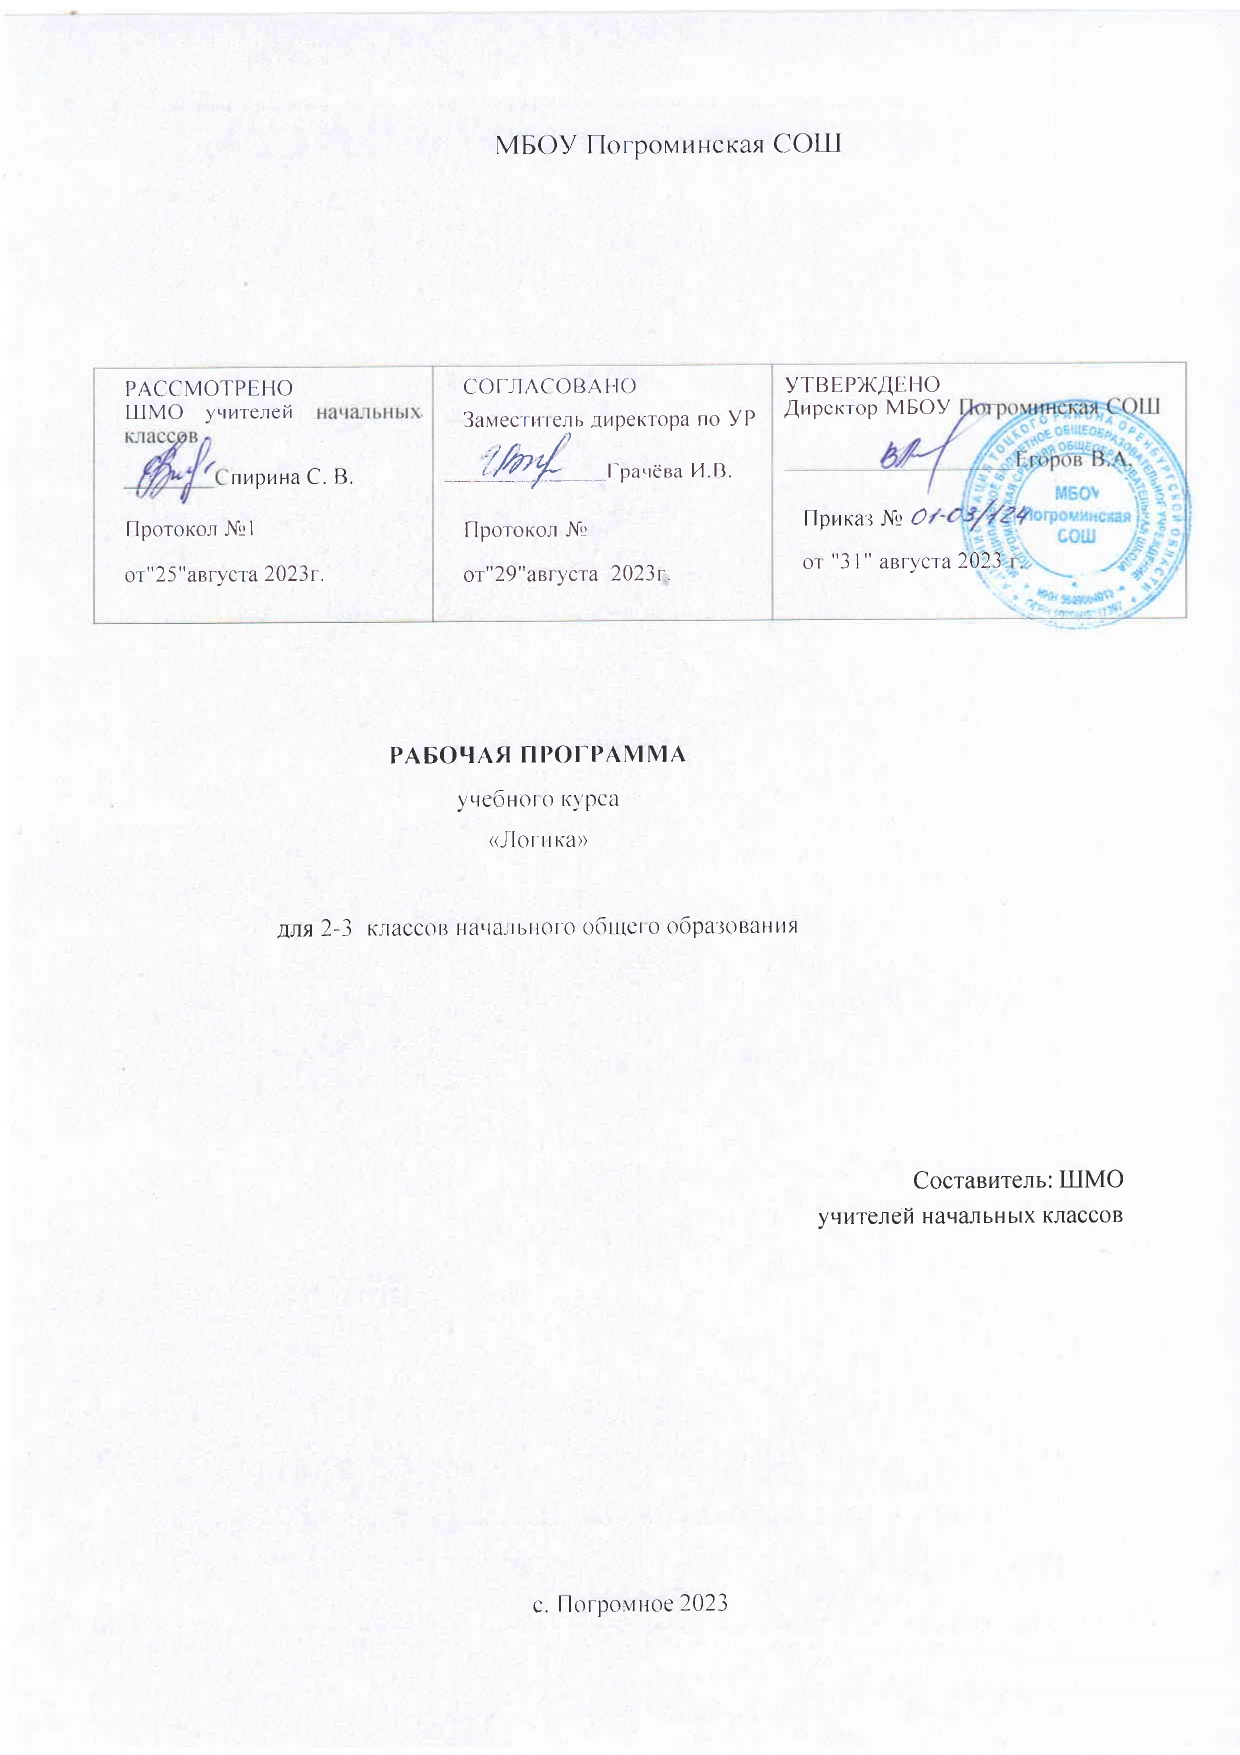 МБОУ Погроминская СОШ
РАССМОТРЕНО
ШМО учителей начальных
классов
Спирина С. В.
Протокол №1
от"25"августа 2023г.
СОГЛАСОВАНО
Заместитель директора по УР
Грачёва И.В.
Протокол №
от"29"августа 2023г.
УТВЕРЖДЕНО
Директор МБОУ Погроминская СОШ
Егоров В.А.
Приказ № 01-03/124
от "31" августа 2023 г.
МБОУ
Погроминская
СОШ
РАБОЧАЯ ПРОГРАММА
учебного курса
«Логика»
для 2-3 классов начального общего образования
Составитель: ШМО
учителей начальных классов
с. Погромное 2023